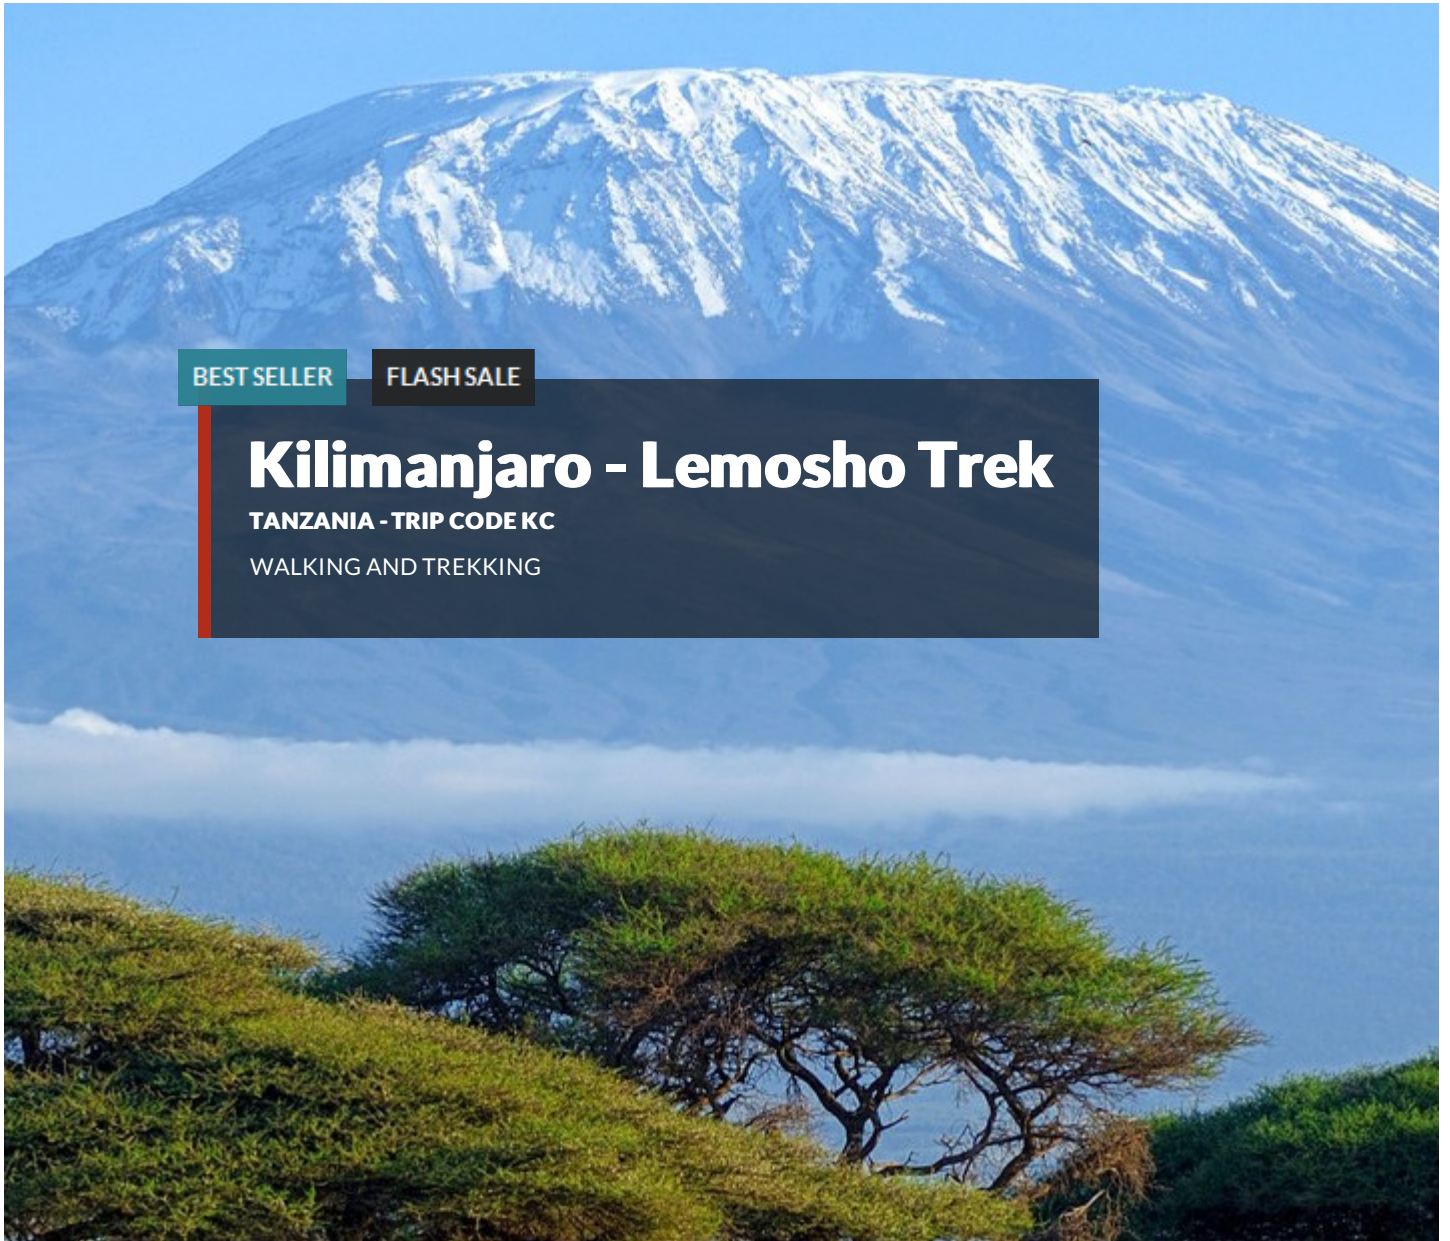 BEST SELLER FLASH SALE
Kilimanjaro - Lemosho Trek
TANZANIA - TRIP CODE KC
WALKING AND TREKKING